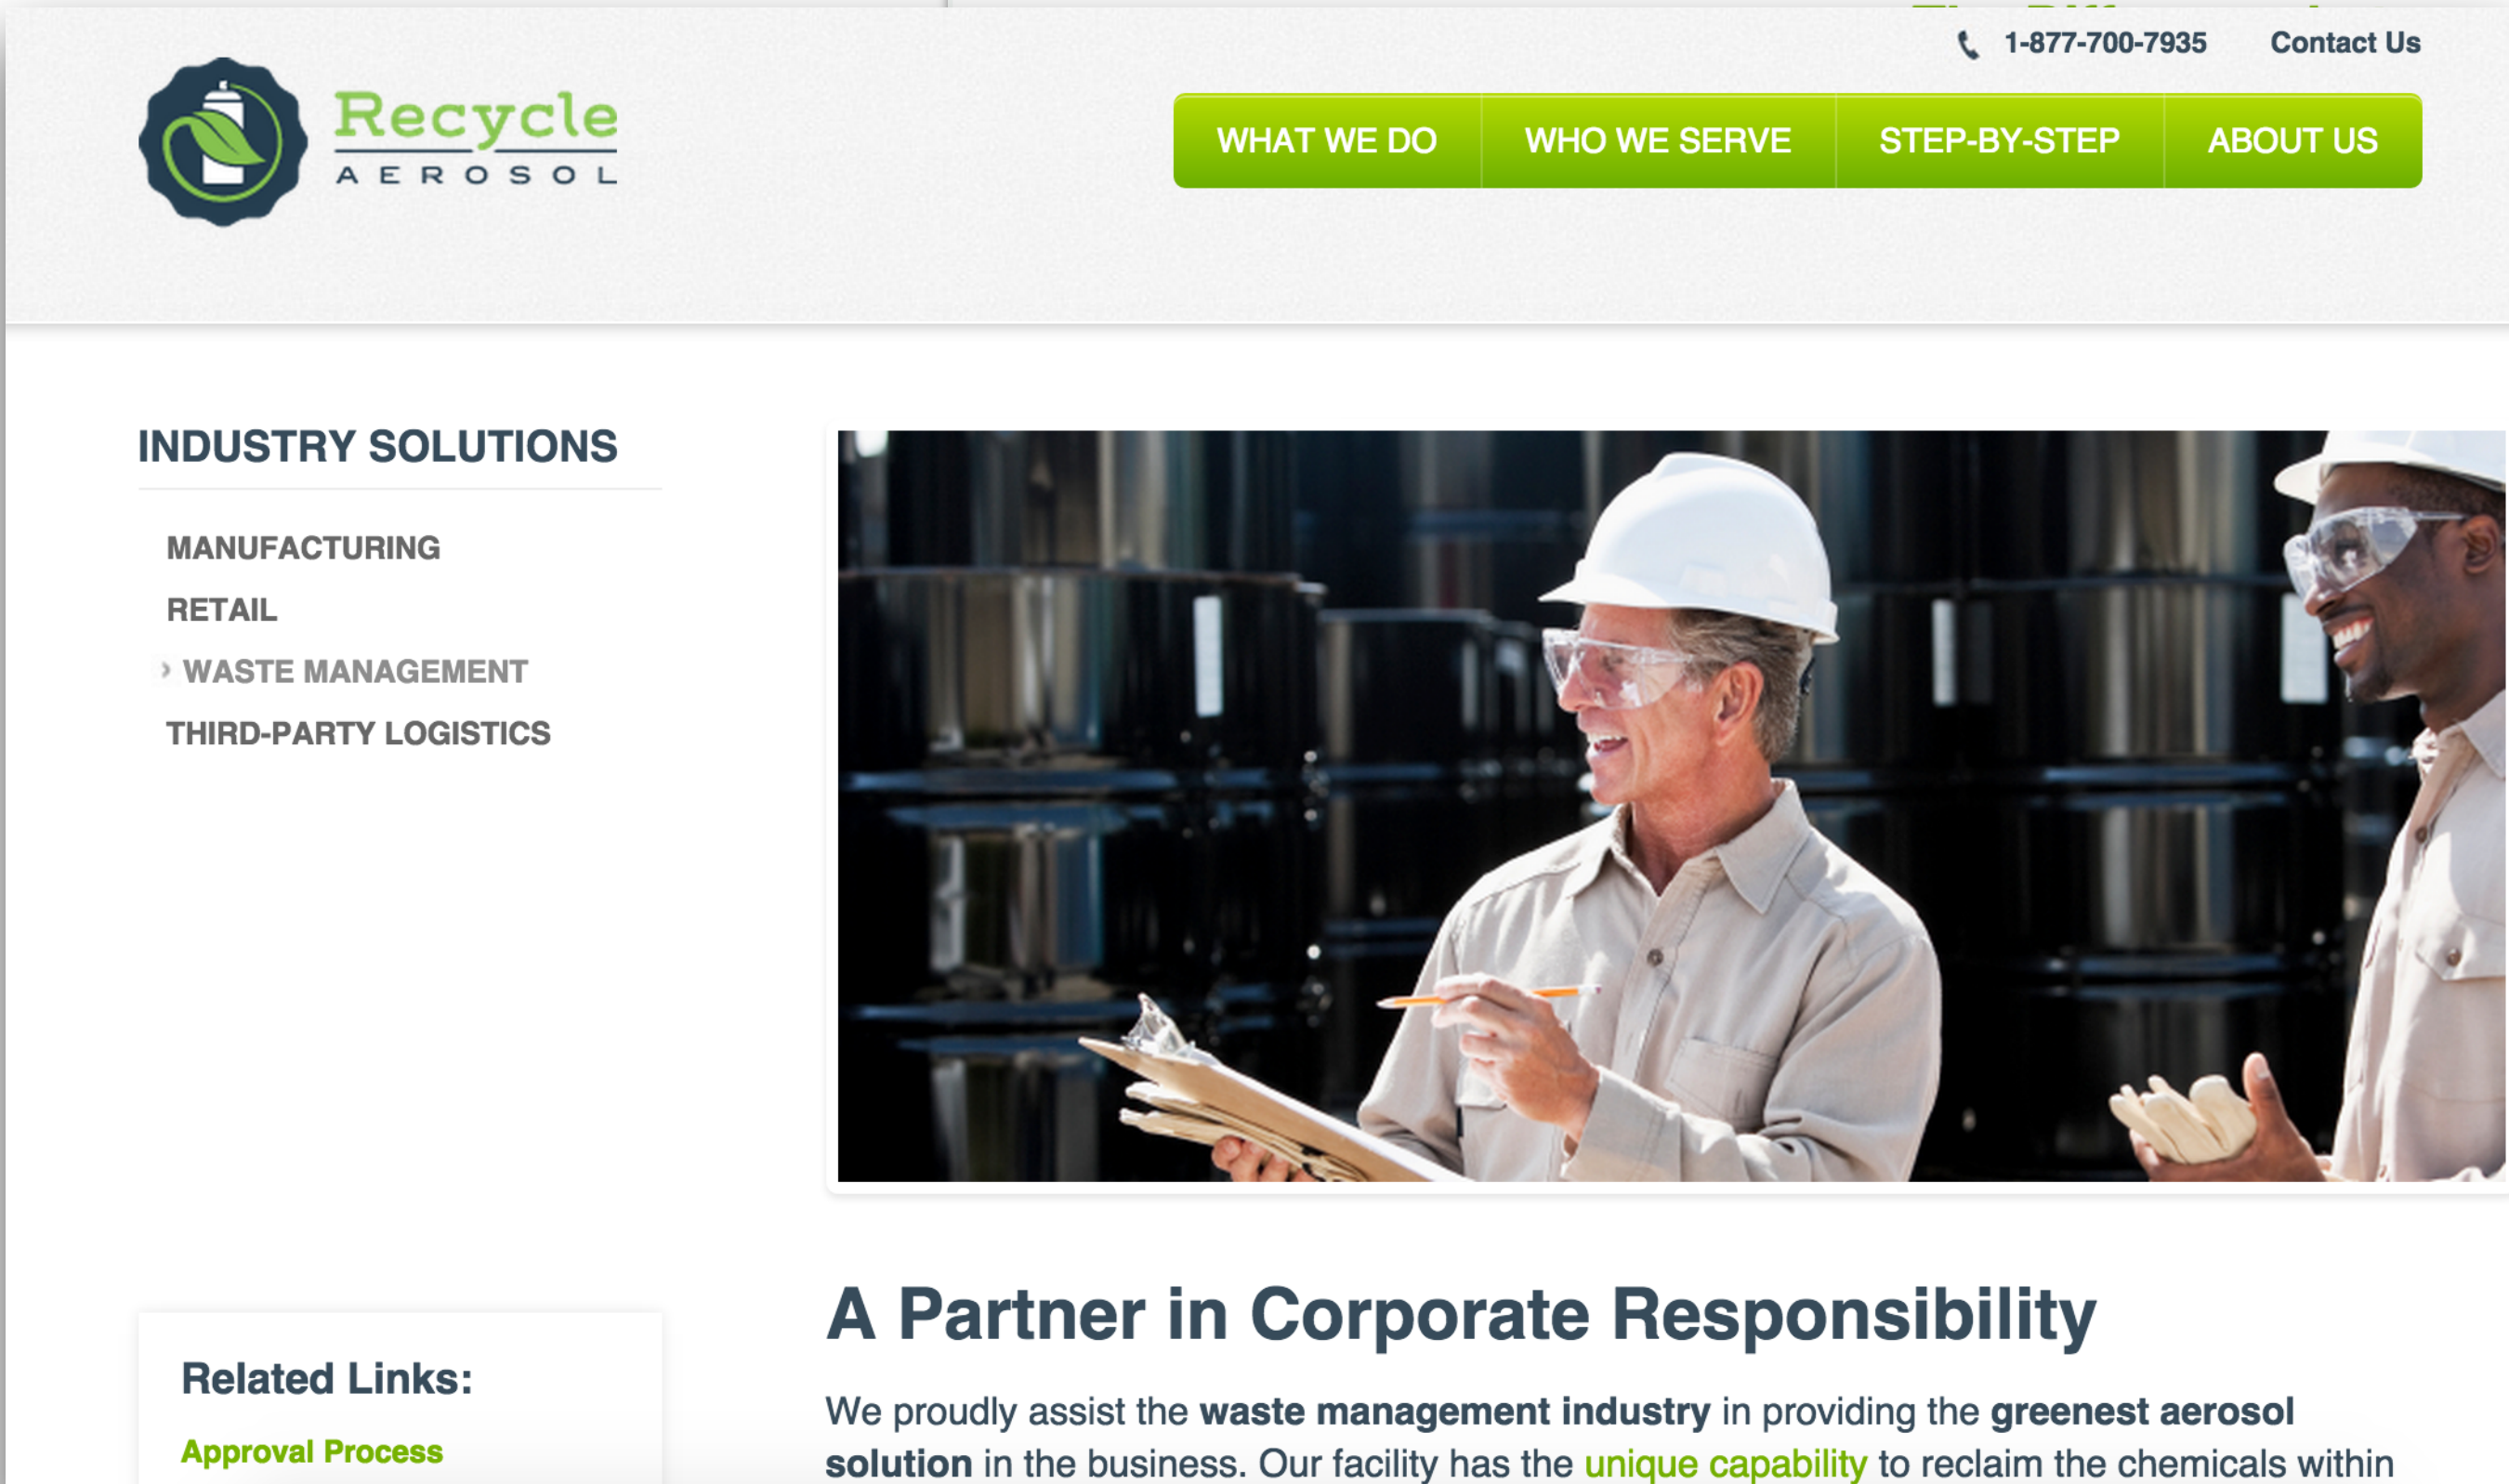 1-877-700-7935 Contact Us
Recycle
AEROSOL
WHAT WE DO WHO WE SERVE STEP-BY-STEP ABOUT US
INDUSTRY SOLUTIONS
MANUFACTURING
RETAIL
› WASTE MANAGEMENT
THIRD-PARTY LOGISTICS
Related Links:
Approval Process
A Partner in Corporate Responsibility
We proudly assist the waste management industry in providing the greenest aerosol
solution in the business. Our facility has the unique capability to reclaim the chemicals within